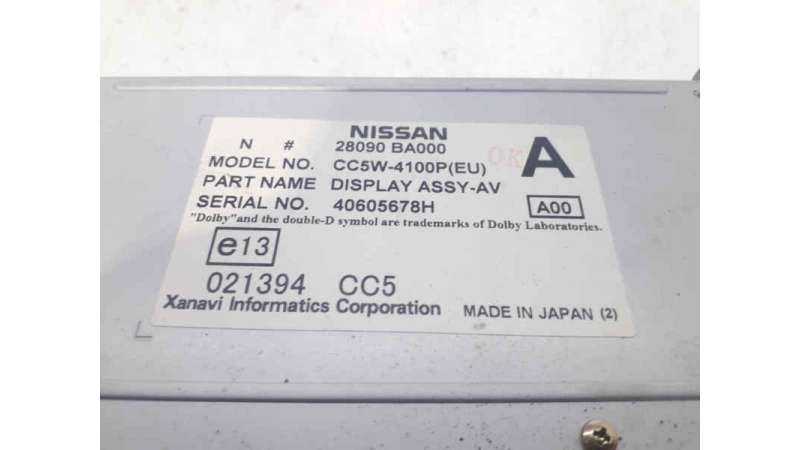 NISSAN
N # 28090 BA000 OK A
MODEL NO. CC5W-4100P(EU)
PART NAME DISPLAY ASSY-AV
SERIAL NO. 40605678H A00
"Dolby"and the double-D symbol are trademarks of Dolby Laboratories.
e13
021394 CC5
Xanavi Informatics Corporation MADE IN JAPAN (2)